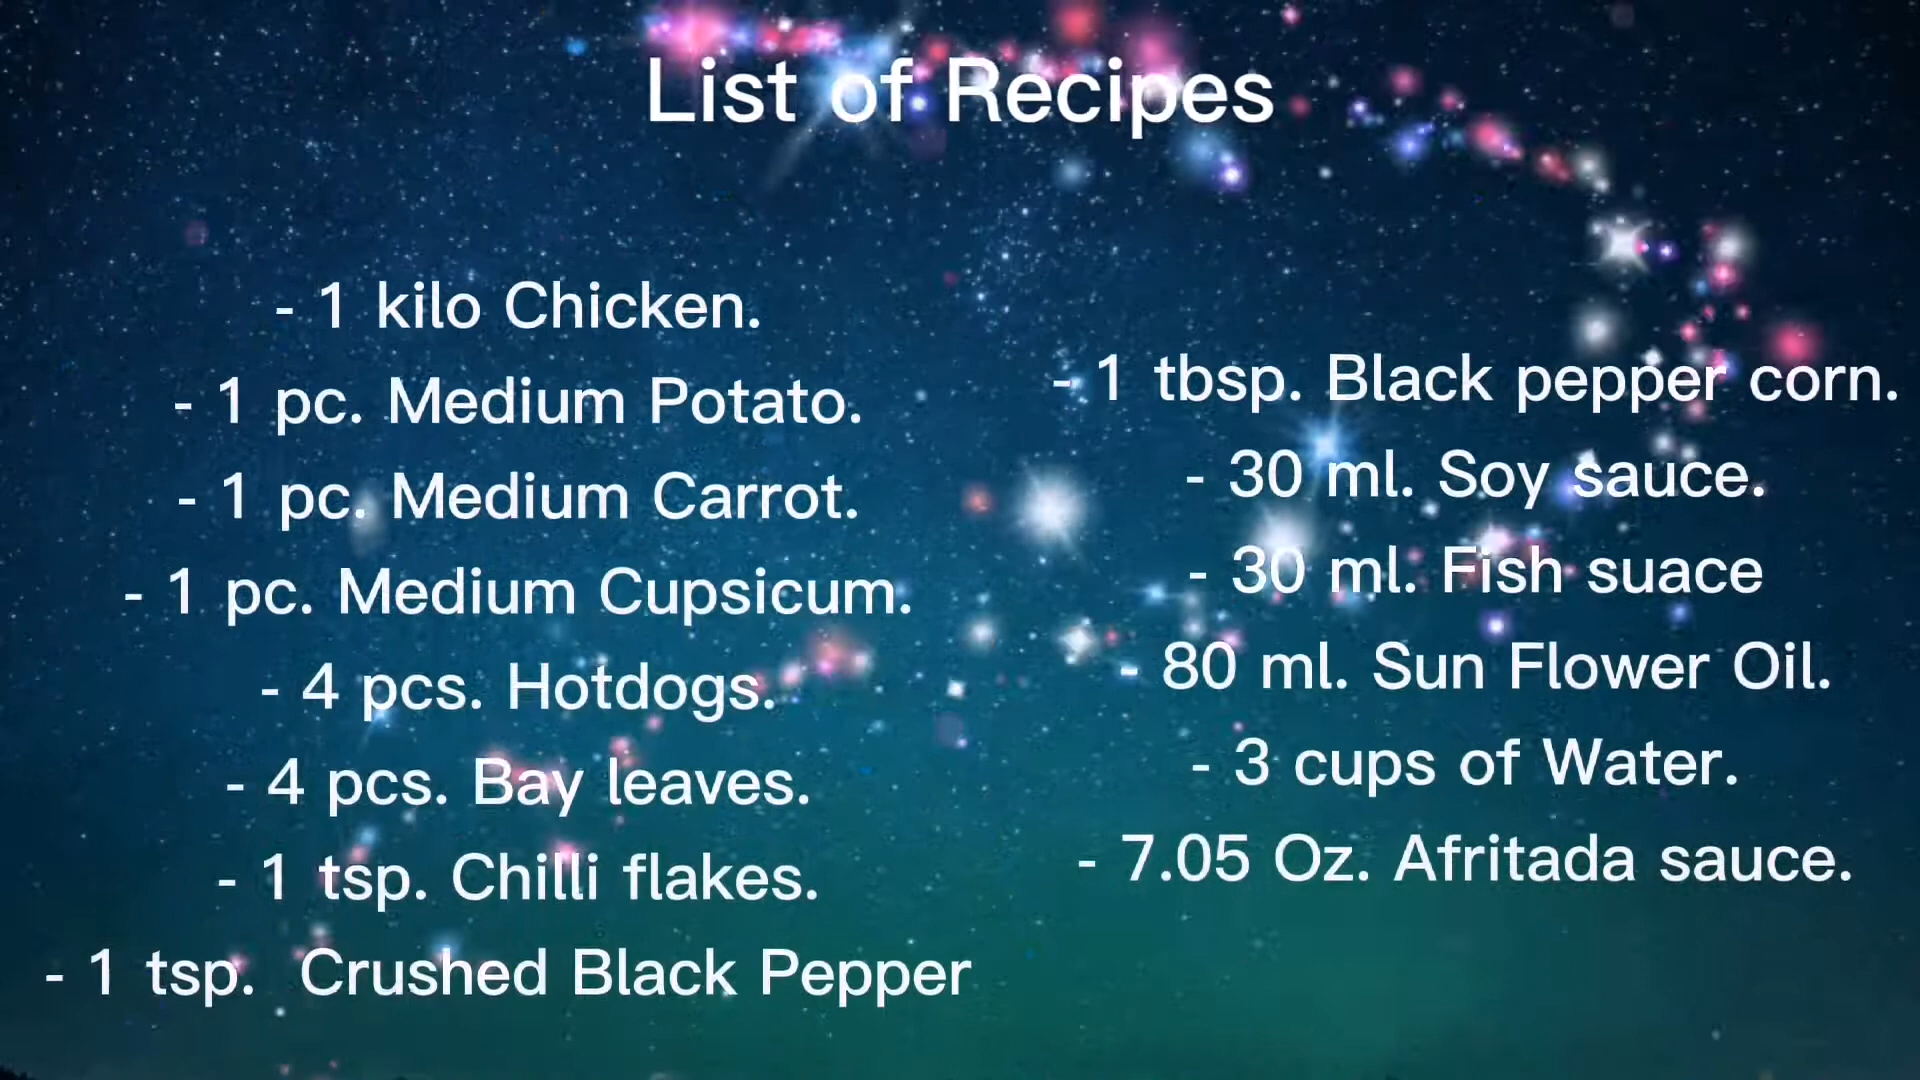 List of Recipes
- 1 kilo Chicken.
- 1 pc. Medium Potato.
- 1 pc. Medium Carrot.
- 1 pc. Medium Cupsicum.
- 4 pcs. Hotdogs.
- 4 pcs. Bay leaves.
- 1 tsp. Chilli flakes.
- 1 tsp.  Crushed Black Pepper
- 1 tbsp. Black pepper corn.
- 30 ml. Soy sauce.
- 30 ml. Fish suace
- 80 ml. Sun Flower Oil.
- 3 cups of Water.
- 7.05 Oz. Afritada sauce.